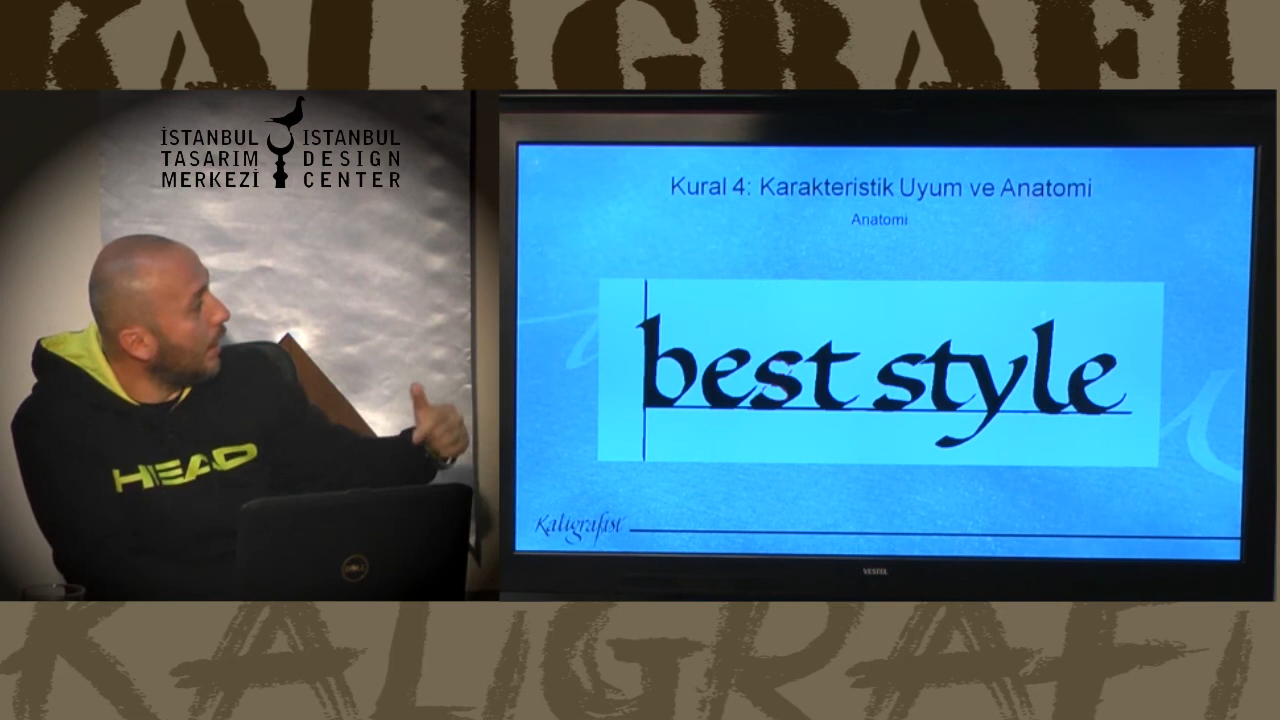 KALIGRAFI
İSTANBUL ISTANBUL
TASARIM DESIGN
MERKEZİ CENTER
Kural 4: Karakteristik Uyum ve Anatomi
Anatomi
best style
HEAD
Kaligrafist
DELL
VESTEL
KALIGRAFI